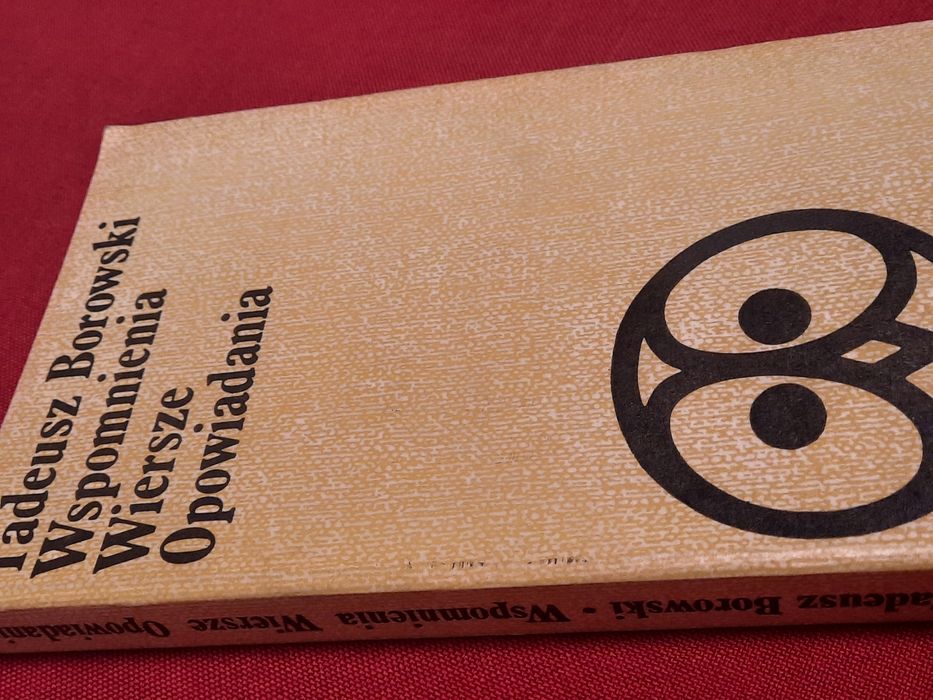 Tadeusz Borowski
Wspomnienia
Wiersze
Opowiadania
Tadeusz Borowski • Wspomnienia Wiersze Opowiadania